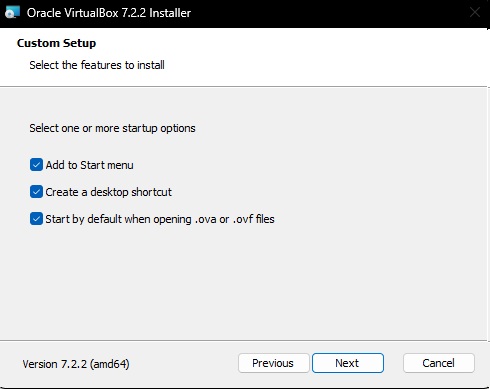 Oracle VirtualBox 7.2.2 Installer
Custom Setup
Select the features to install
Select one or more startup options
Add to Start menu
Create a desktop shortcut
Start by default when opening .ova or .ovf files
Version 7.2.2 (amd64)
Previous
Next
Cancel